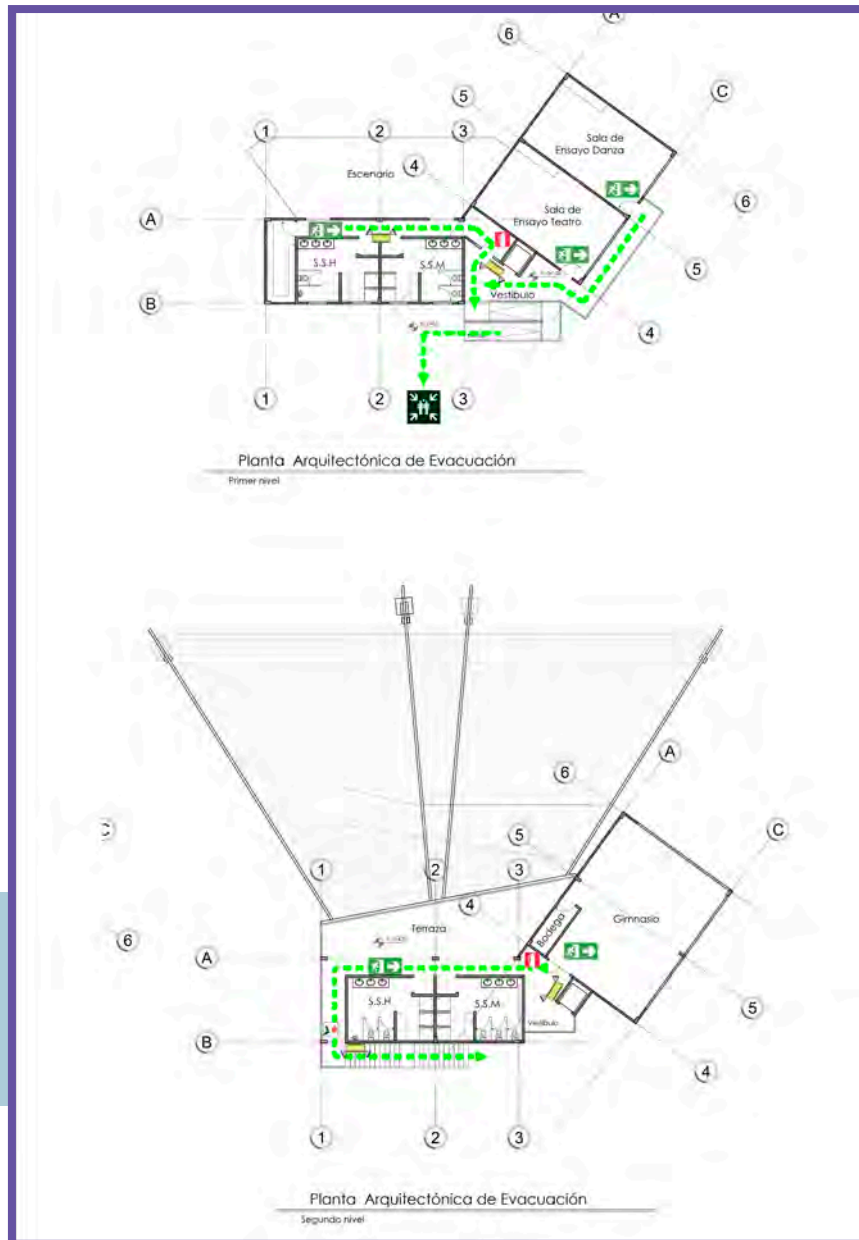 A
6
5
C
1
2
3
Sala de
Ensayo Danza
4
Escenario
6
A
Sala de
Ensayo Teatro
5
S.S.H
S.S.M
Vestíbulo
B
4
1
2
3
Planta Arquitectónica de Evacuación
Primer nivel
A
6
C
5
1
2
3
4
Gimnasio
6
Terraza
Bodega
A
5
S.S.H
S.S.M
Vestíbulo
B
4
1
2
3
Planta Arquitectónica de Evacuación
Segundo nivel